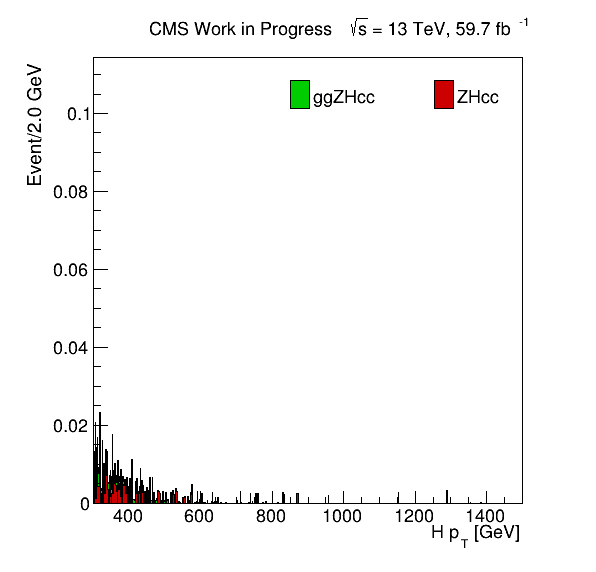 CMS Work in Progress √s = 13 TeV, 59.7 fb⁻¹
Event/2.0 GeV
ggZHcc ZHcc
0.1
0.08
0.06
0.04
0.02
0
400 600 800 1000 1200 1400
H p_T [GeV]